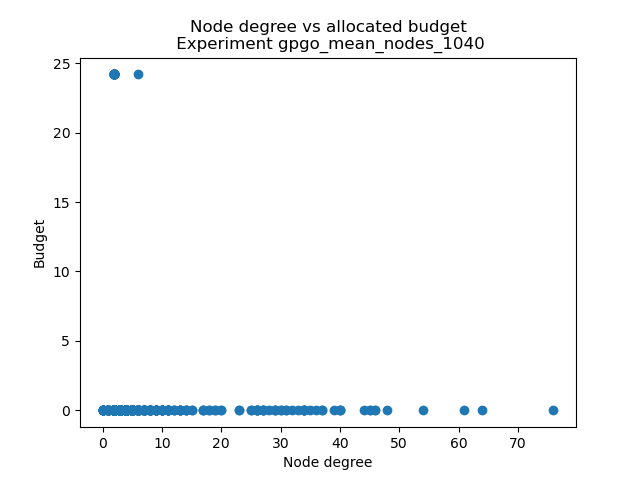 Node degree vs allocated budget
Experiment gpgo_mean_nodes_1040
25
20
15
10
5
0
Budget
0 10 20 30 40 50 60 70
Node degree